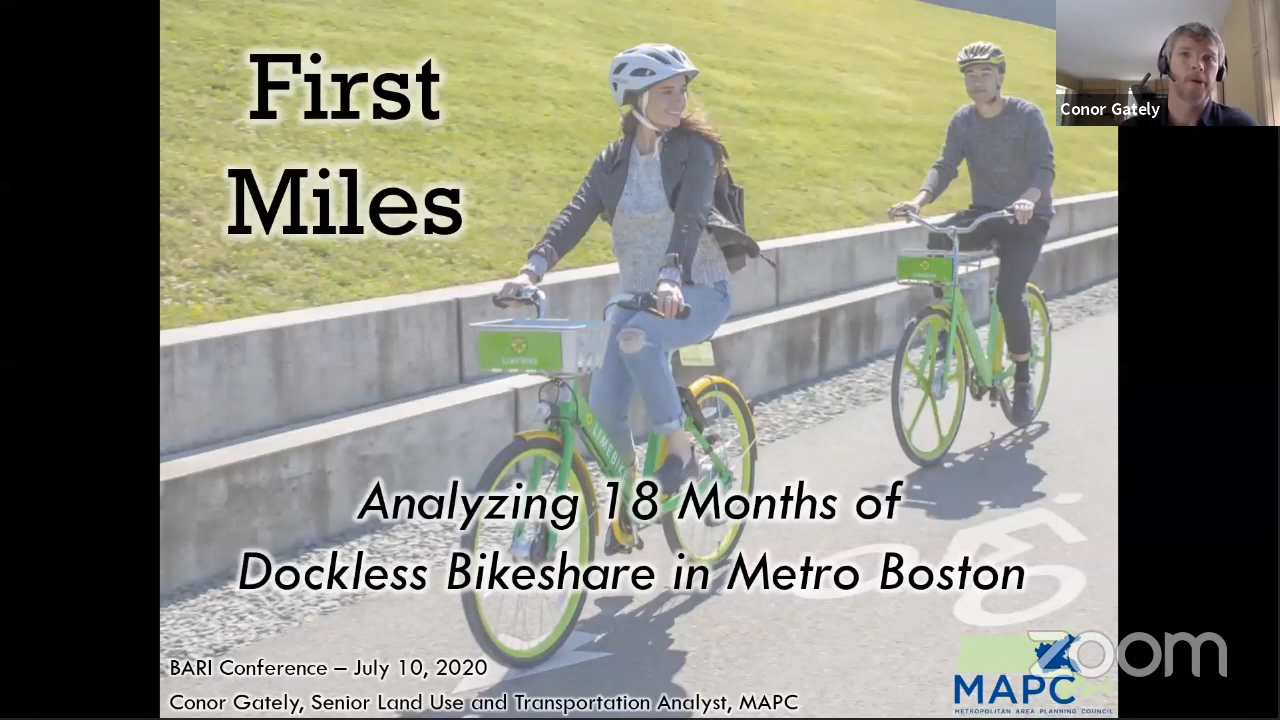 First
Miles
Conor Gately
LIMEBIKE
Analyzing 18 Months of
Dockless Bikeshare in Metro Boston
BARI Conference – July 10, 2020
Conor Gately, Senior Land Use and Transportation Analyst, MAPC
zoom
MAPC
METROPOLITAN AREA PLANNING COUNCIL